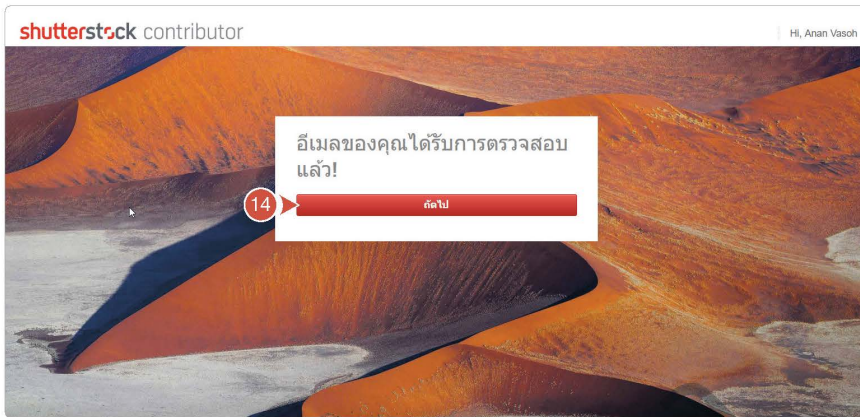 shutterstock contributor
Hi, Anan Vasoh
อีเมลของคุณได้รับการตรวจสอบ
แล้ว!
14
ถัดไป